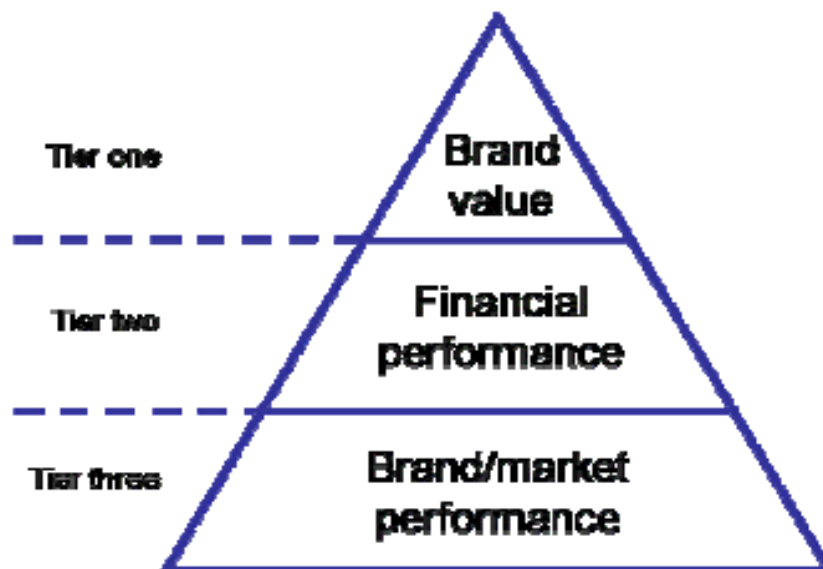 Tier one
Brand
value
Tier two
Financial
performance
Tier three
Brand/market
performance